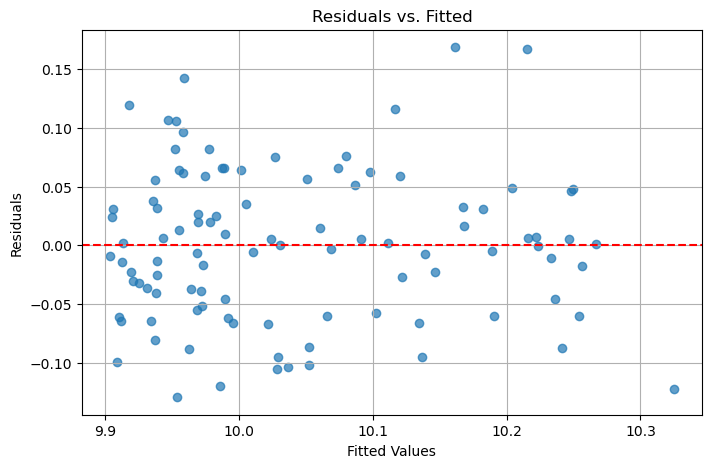 Residuals vs. Fitted
Residuals
0.15
0.10
0.05
0.00
−0.05
−0.10
9.9 10.0 10.1 10.2 10.3
Fitted Values